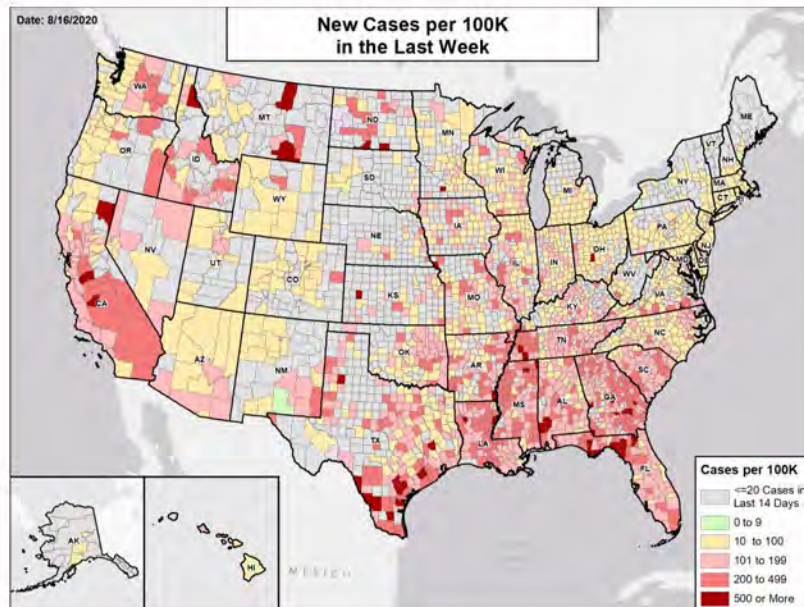 Date: 8/16/2020
New Cases per 100K
in the Last Week
WA
MT
ND
MN
ME
OR
ID
SD
WI
MI
VT
NH
NY
MA
CT
WY
IA
NE
PA
NJ
NV
UT
CO
IL
IN
OH
MD
DE
WV
VA
CA
KS
MO
KY
AZ
NM
OK
AR
TN
NC
SC
MS
AL
GA
TX
LA
FL
AK
HI
MEXICO
Cases per 100K
<=20 Cases in
Last 14 Days
0 to 9
10 to 100
101 to 199
200 to 499
500 or More